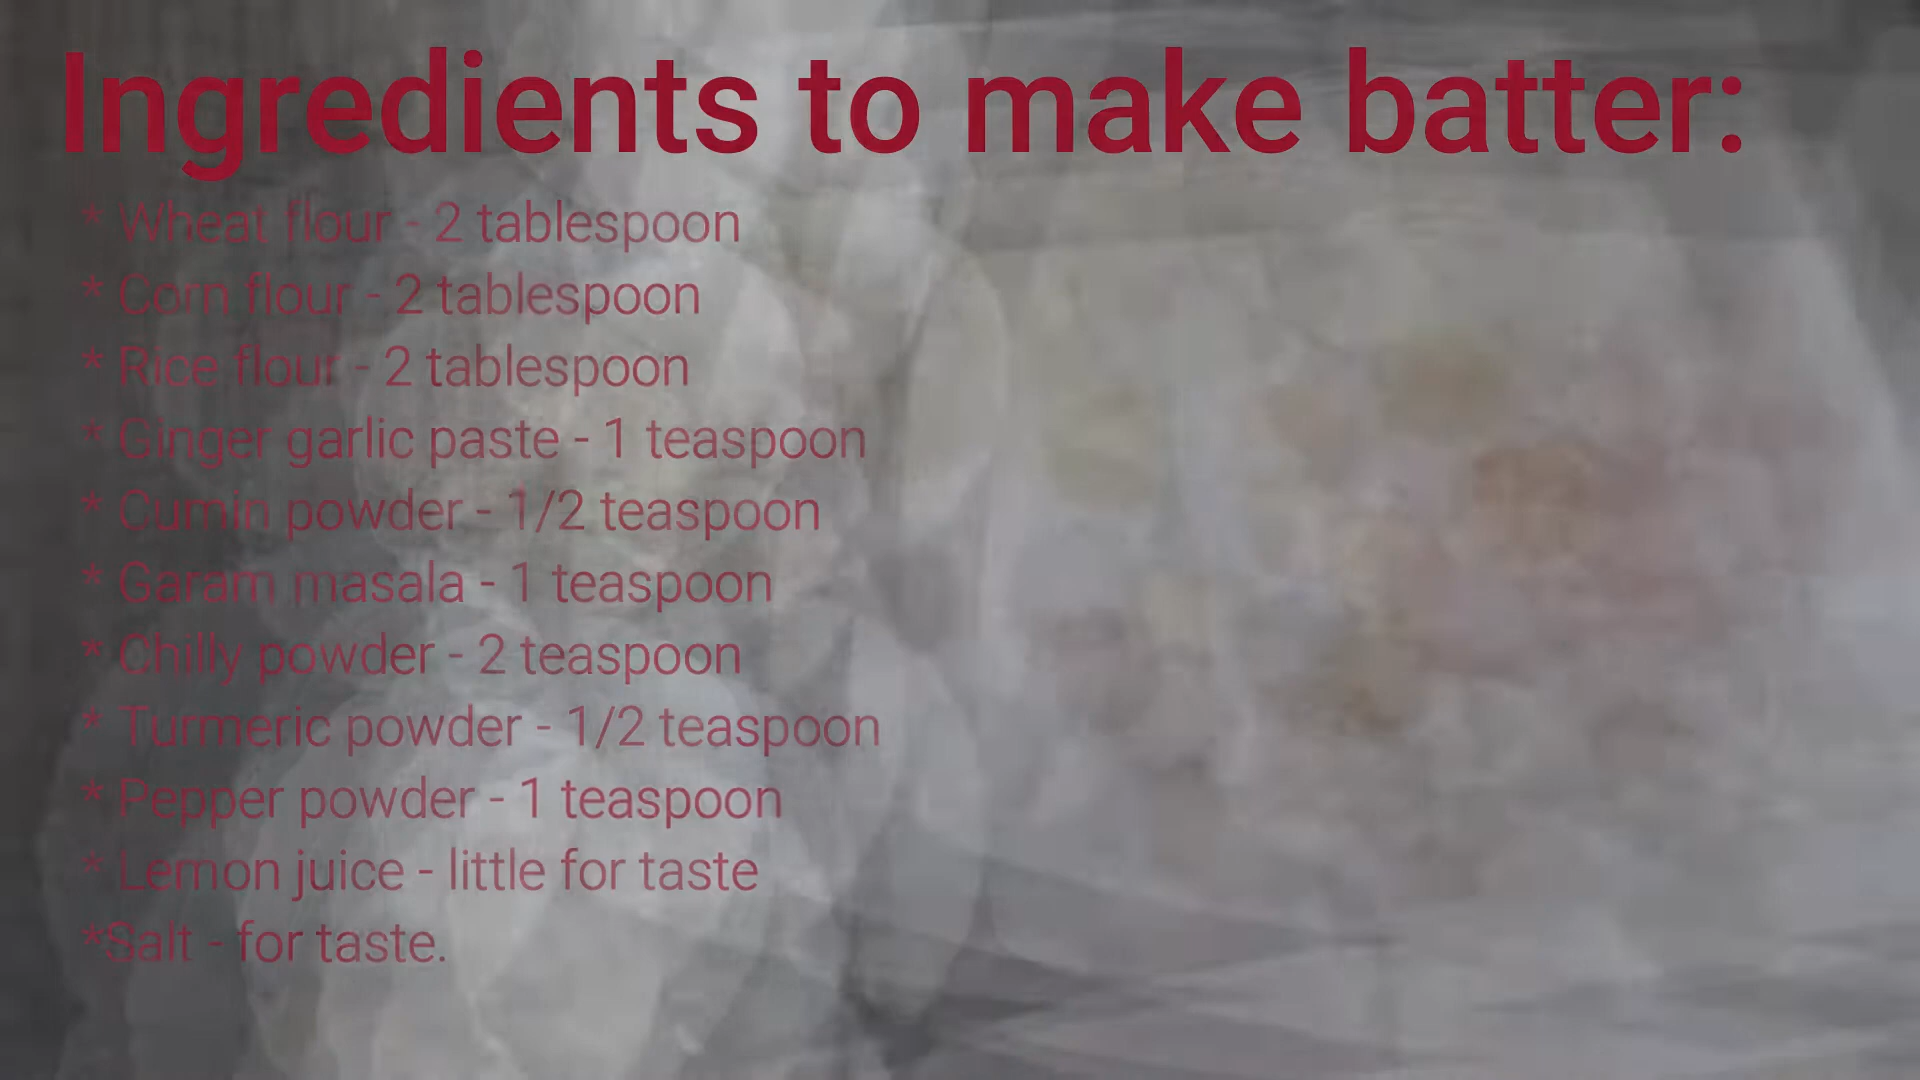 Ingredients to make batter:
* Wheat flour - 2 tablespoon
* Corn flour - 2 tablespoon
* Rice flour - 2 tablespoon
* Ginger garlic paste - 1 teaspoon
* Cumin powder - 1/2 teaspoon
* Garam masala - 1 teaspoon
* Chilly powder - 2 teaspoon
* Turmeric powder - 1/2 teaspoon
* Pepper powder - 1 teaspoon
* Lemon juice - little for taste
*Salt - for taste.